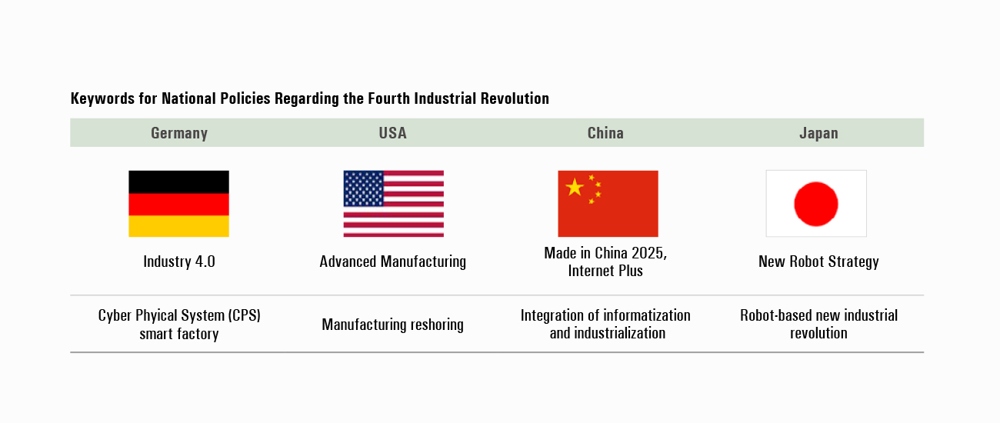 Keywords for National Policies Regarding the Fourth Industrial Revolution
Germany USA China Japan
Industry 4.0
Advanced Manufacturing
Made in China 2025,
Internet Plus
New Robot Strategy
Cyber Phyical System (CPS)
smart factory
Manufacturing reshoring
Integration of informatization
and industrialization
Robot-based new industrial
revolution